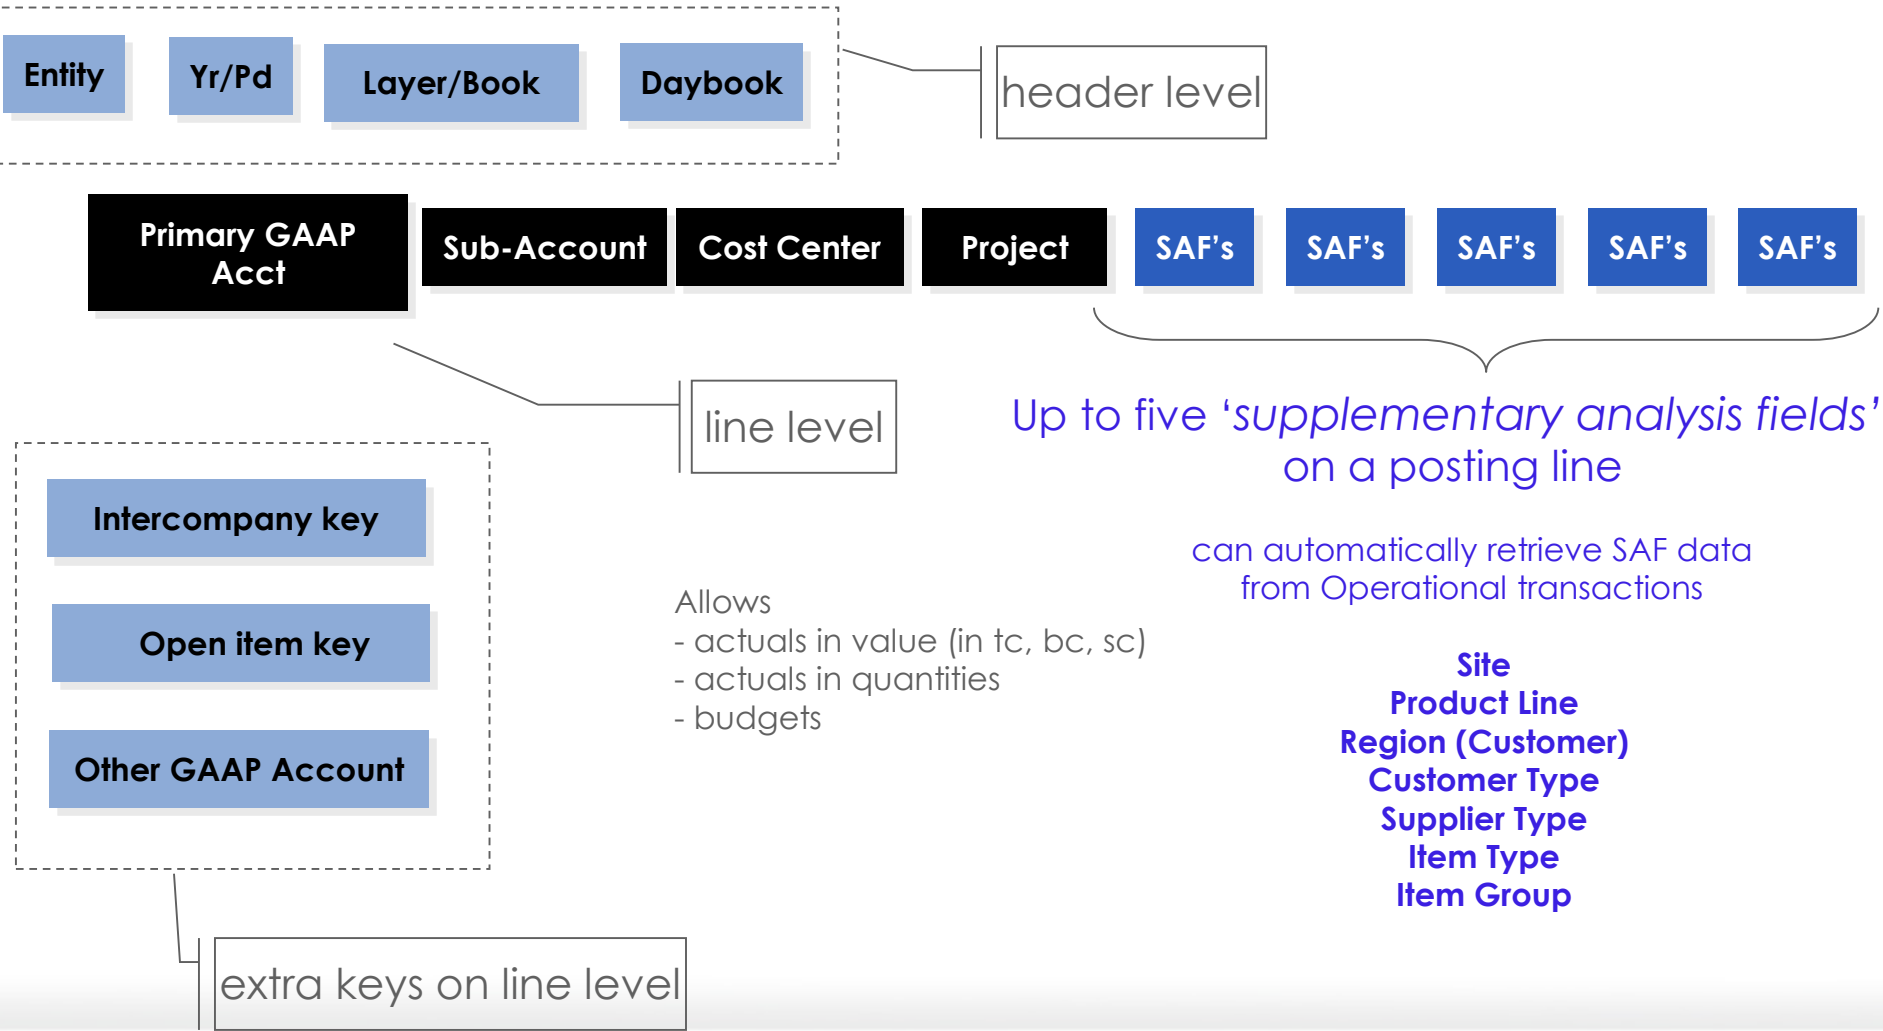 Entity
Yr/Pd
Layer/Book
Daybook
header level
Primary GAAP
Acct
Sub-Account
Cost Center
Project
SAF’s
SAF’s
SAF’s
SAF’s
SAF’s
line level
Up to five ‘supplementary analysis fields’
on a posting line
can automatically retrieve SAF data
from Operational transactions
Site
Product Line
Region (Customer)
Customer Type
Supplier Type
Item Type
Item Group
Intercompany key
Open item key
Other GAAP Account
Allows
- actuals in value (in tc, bc, sc)
- actuals in quantities
- budgets
extra keys on line level